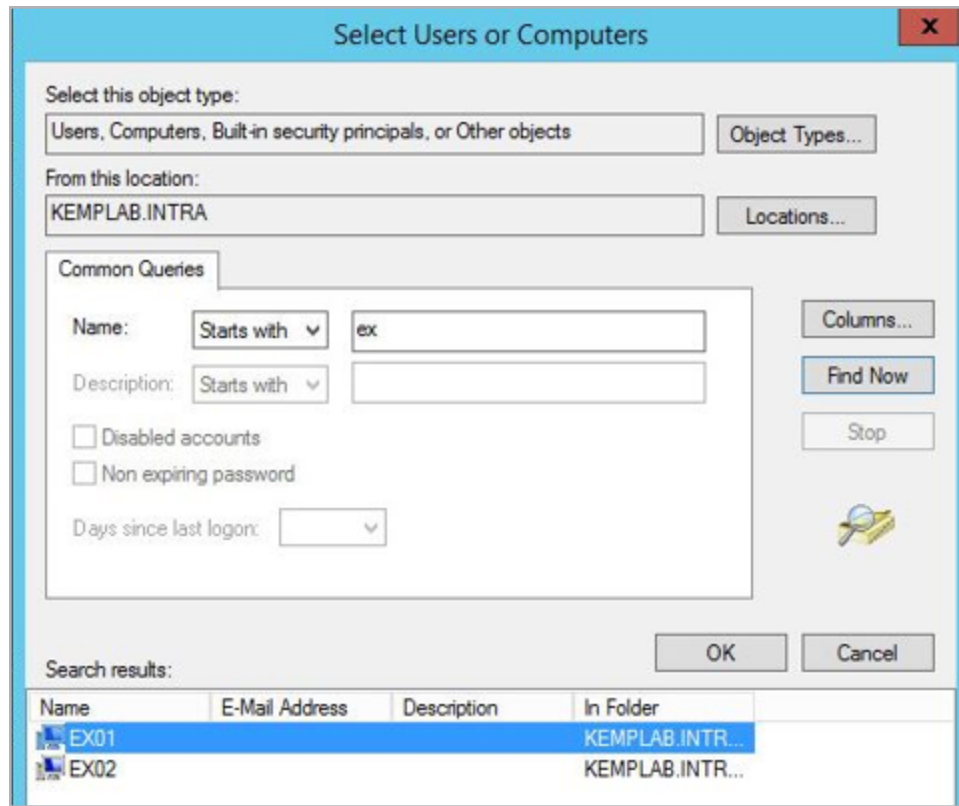 Select Users or Computers
x
Select this object type:
Users, Computers, Built-in security principals, or Other objects
Object Types...
From this location:
KEMPLAB.INTRA
Locations...
Common Queries
Name:
Starts with
ex
Columns...
Description:
Starts with
Find Now
Disabled accounts
Stop
Non expiring password
Days since last logon:
OK
Cancel
Search results:
Name E-Mail Address Description In Folder
EX01 KEMPLAB.INTR...
EX02 KEMPLAB.INTR...